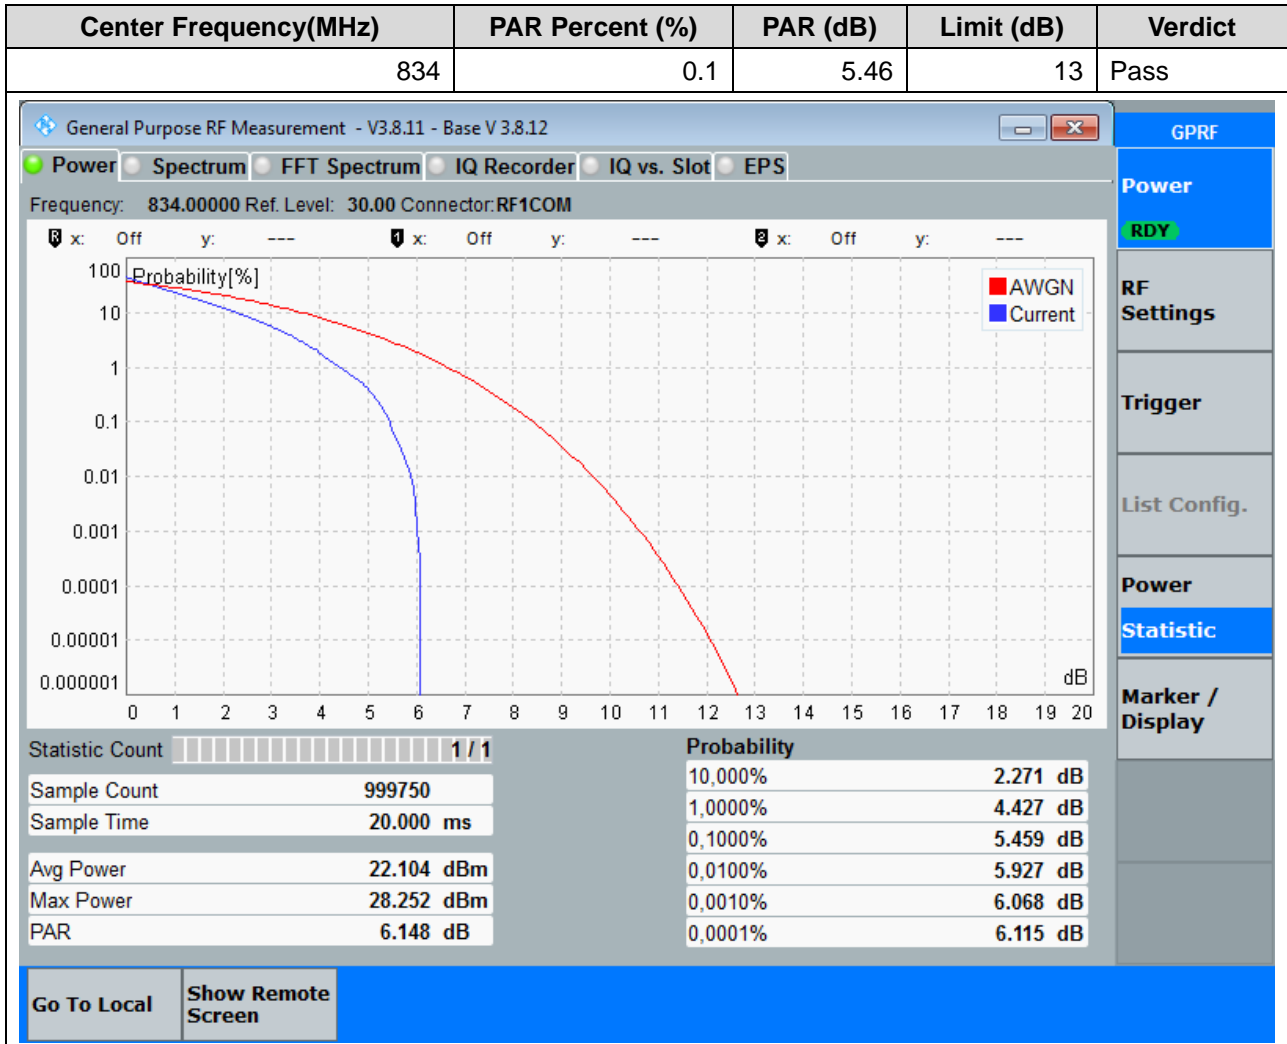 Center Frequency(MHz) PAR Percent (%) PAR (dB) Limit (dB) Verdict
834 0.1 5.46 13 Pass
General Purpose RF Measurement - V3.8.11 - Base V 3.8.12
GPRF
Power Spectrum FFT Spectrum IQ Recorder IQ vs. Slot EPS
Power
RDY
Frequency: 834.00000 Ref. Level: 30.00 Connector:RF1COM
R x: Off y: --- 1 x: Off y: --- 2 x: Off y: ---
Probability[%]
AWGN
Current
100
10
1
0.1
0.01
0.001
0.0001
0.00001
0.000001
dB
0 1 2 3 4 5 6 7 8 9 10 11 12 13 14 15 16 17 18 19 20
RF
Settings
Trigger
List Config.
Power
Statistic
Marker /
Display
Statistic Count 1 / 1
Sample Count 999750
Sample Time 20.000 ms
Avg Power 22.104 dBm
Max Power 28.252 dBm
PAR 6.148 dB
Probability
10,000% 2.271 dB
1,0000% 4.427 dB
0,1000% 5.459 dB
0,0100% 5.927 dB
0,0010% 6.068 dB
0,0001% 6.115 dB
Go To Local
Show Remote
Screen